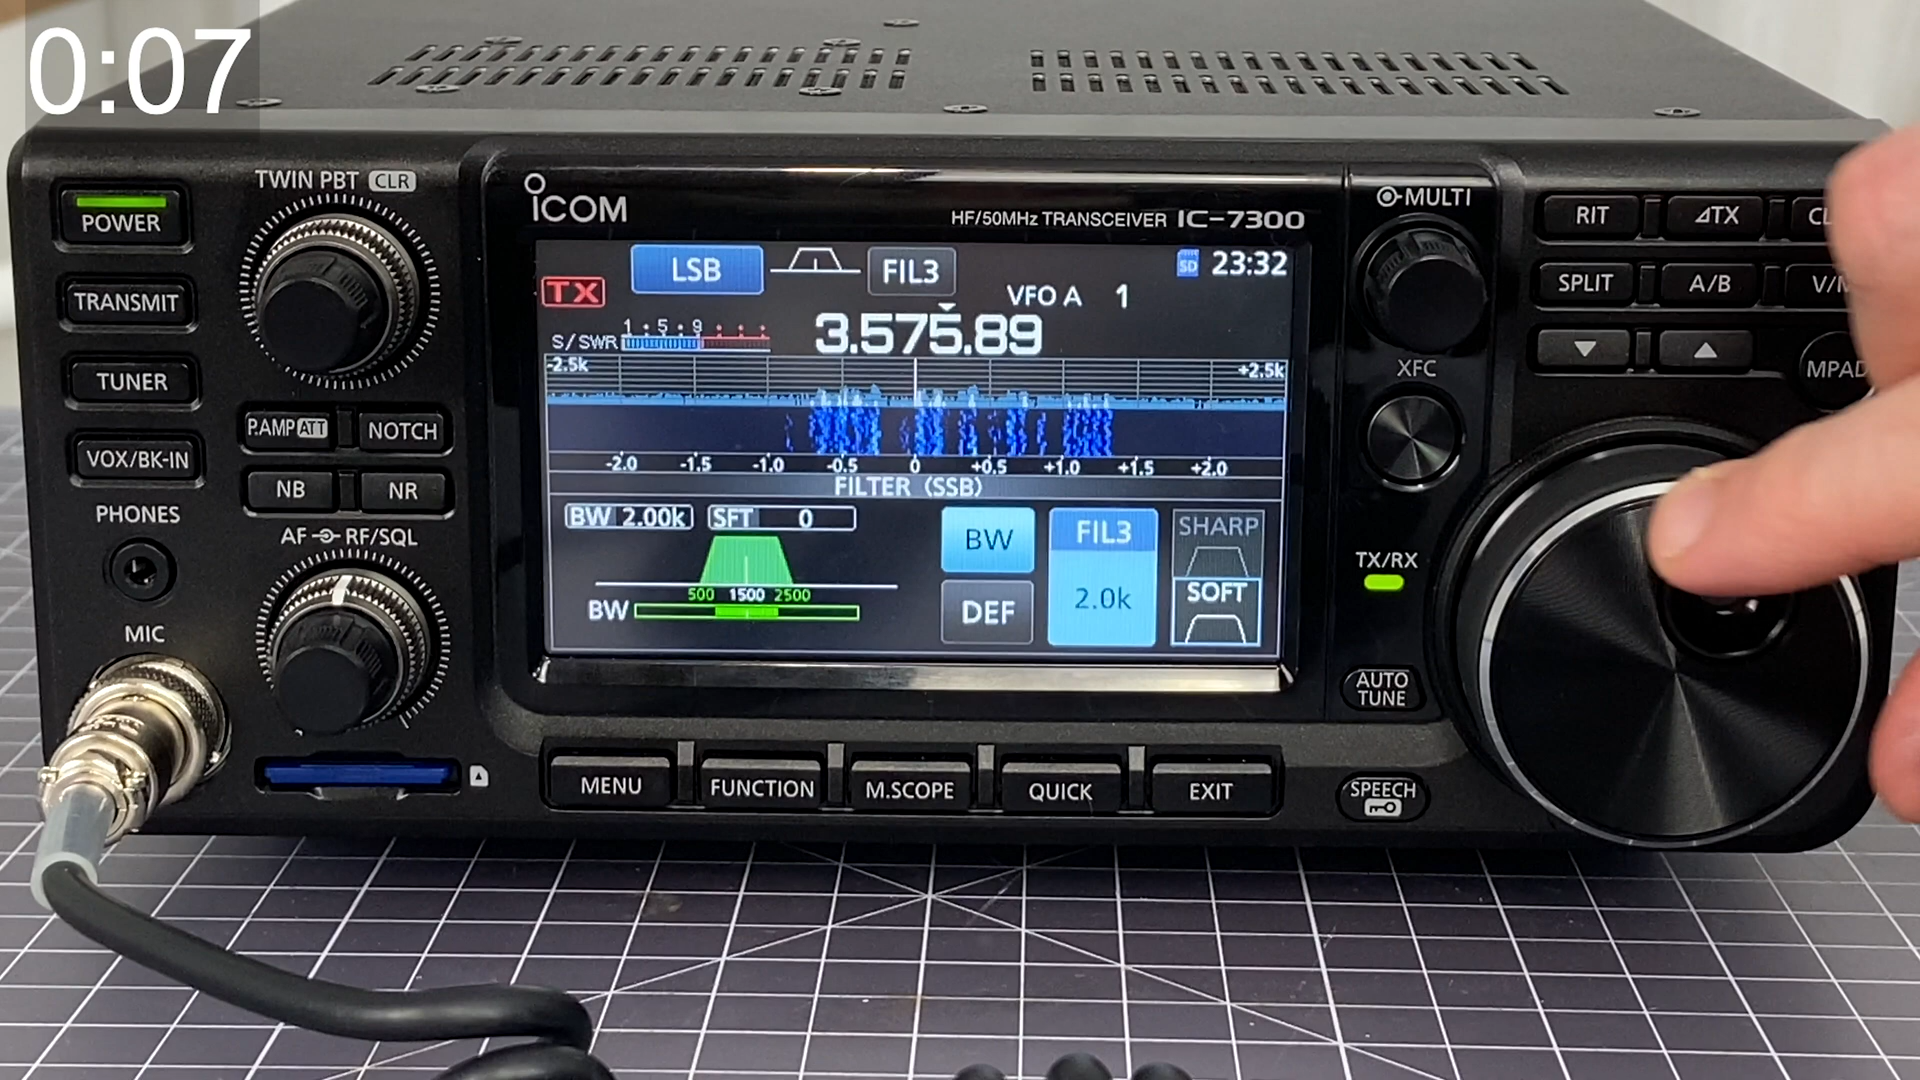 0:07
POWER
TRANSMIT
TUNER
VOX/BK-IN
PHONES
MIC
TWIN PBT CLR
P.AMP ATT
NOTCH
NB
NR
AF RF/SQL
ICOM
HF/50MHz TRANSCEIVER IC-7300
LSB
FIL3
SD 23:32
TX
VFO A 1
S/SWR 1 5 9
3.575.89
-2.5k
+2.5k
-2.0 -1.5 -1.0 -0.5 0 +0.5 +1.0 +1.5 +2.0
FILTER (SSB)
BW 2.00k
SFT 0
500 1500 2500
BW
BW
DEF
FIL3
2.0k
SHARP
SOFT
MENU
FUNCTION
M.SCOPE
QUICK
EXIT
MULTI
XFC
TX/RX
AUTO
TUNE
SPEECH
RIT
⊿TX
CL
SPLIT
A/B
V/M
▼
▲
MPAD